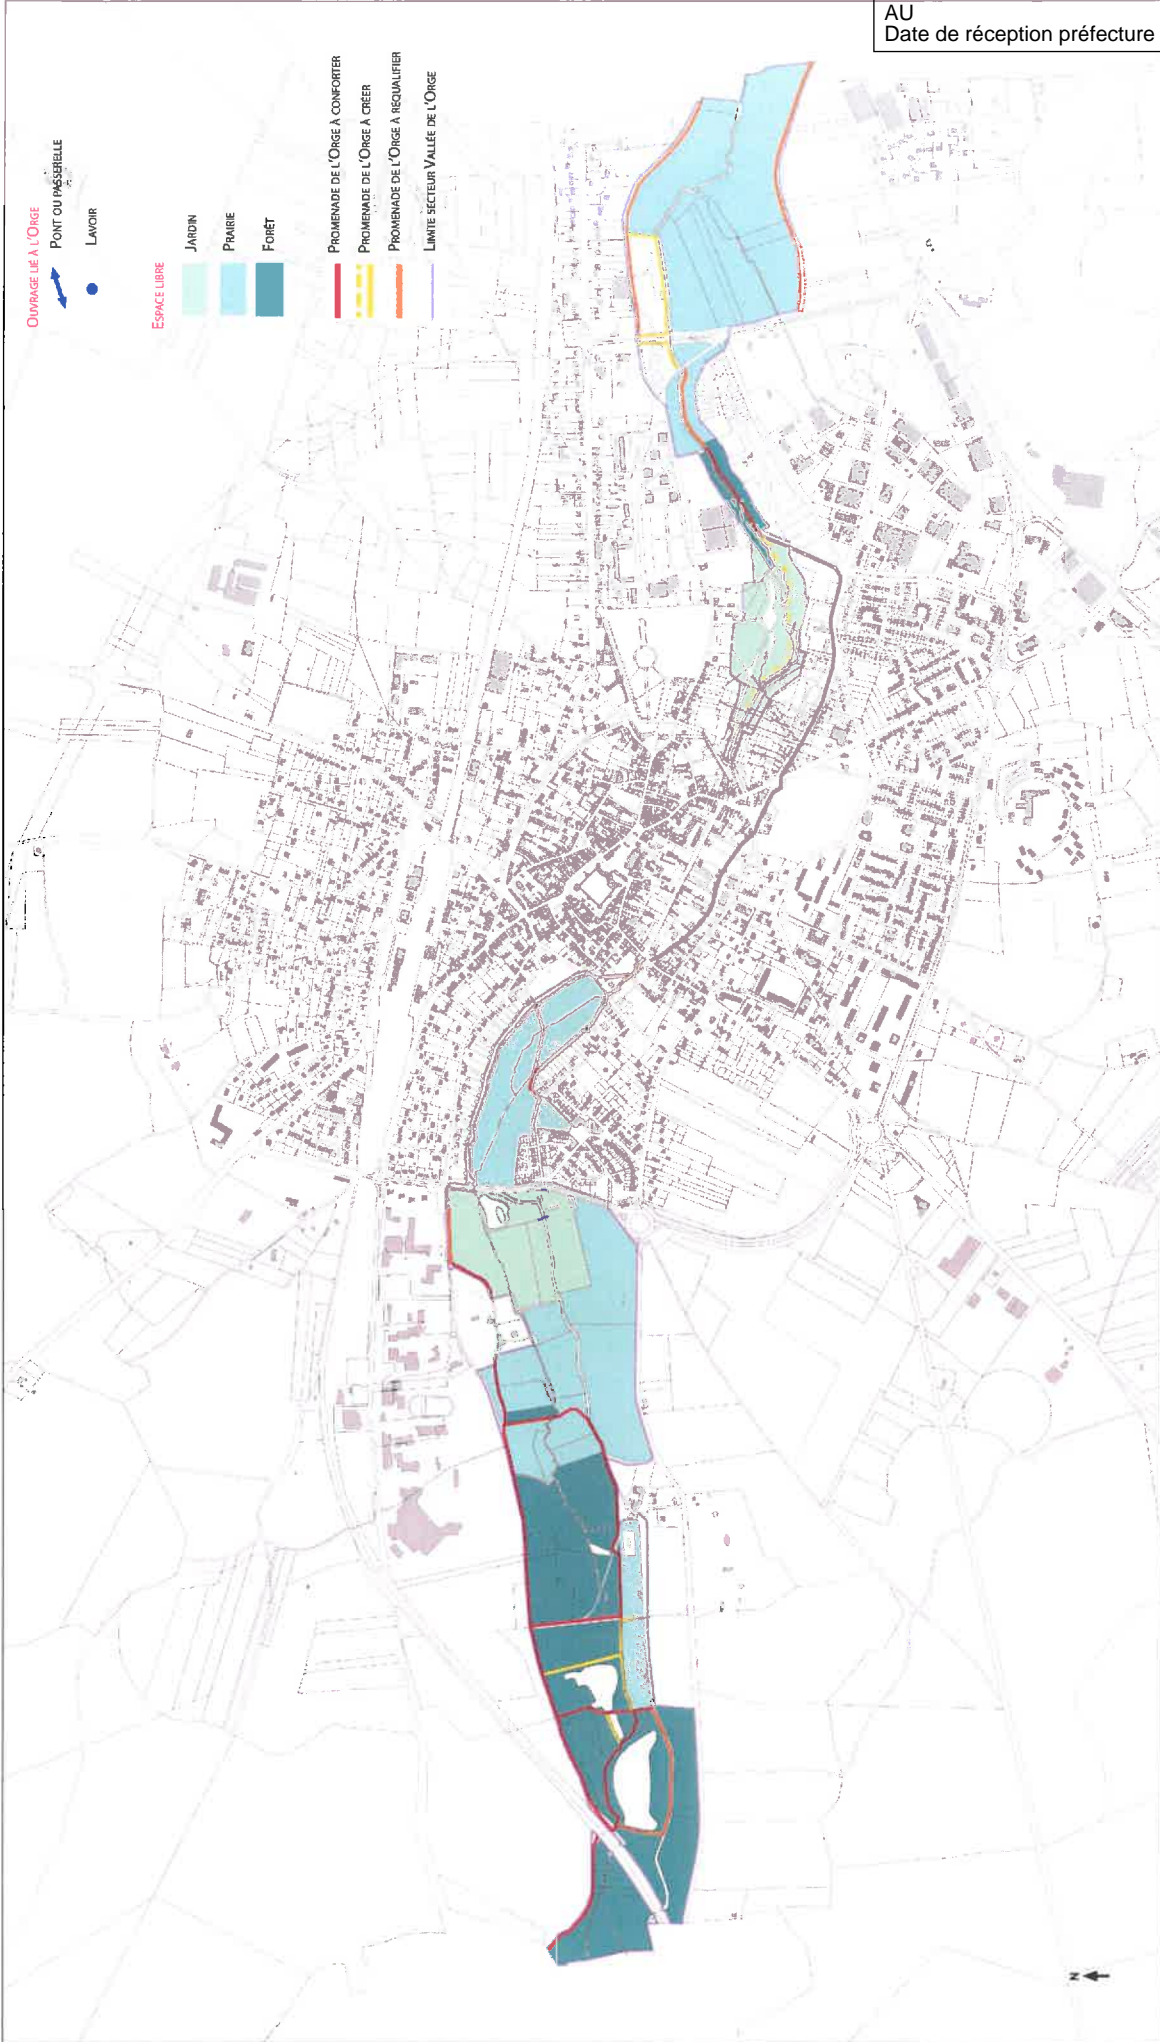 AU
Date de réception préfecture
OUVRAGE LIÉ À L'ORGE
PONT OU PASSERELLE
LAVOIR
ESPACE LIBRE
JARDIN
PRAIRIE
FORÊT
PROMENADE DE L'ORGE À CONFORTER
PROMENADE DE L'ORGE À CRÉER
PROMENADE DE L'ORGE À REQUALIFIER
LIMITE SECTEUR VALLÉE DE L'ORGE
N